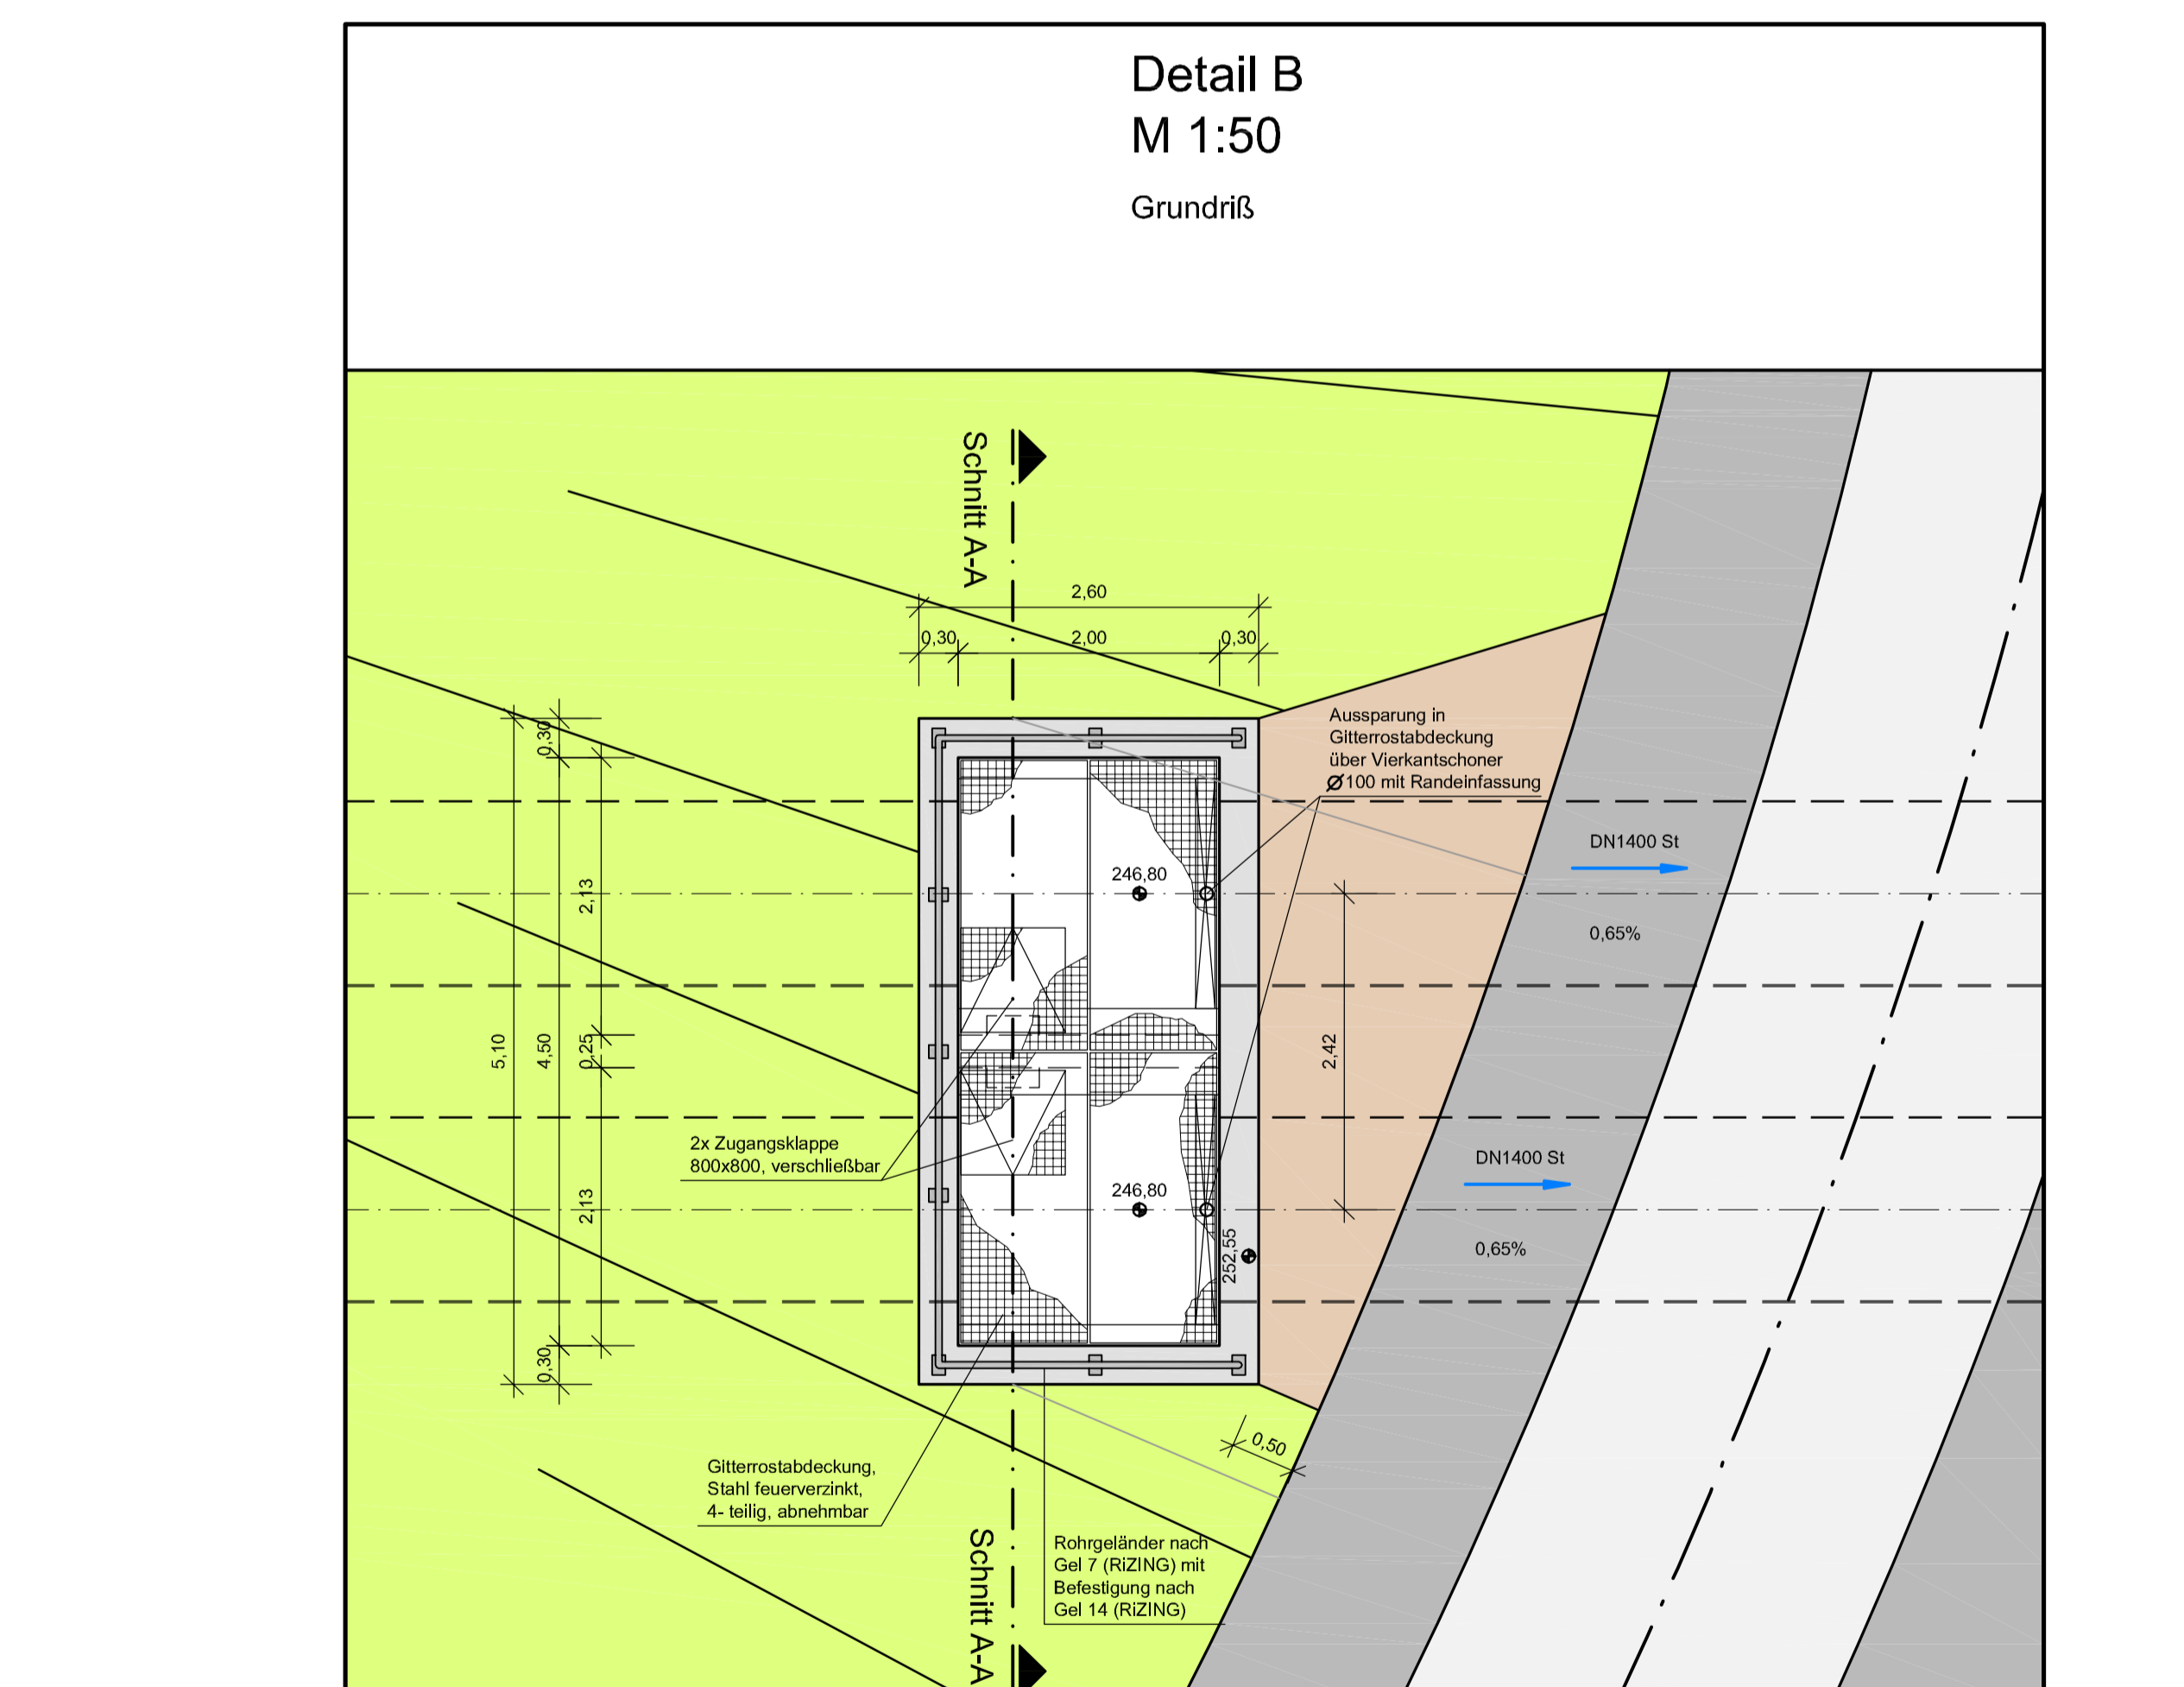 Detail B
M 1:50
Grundriß
Schnitt A-A
2,60
0,30
2,00
0,30
Aussparung in
Gitterrostabdeckung
über Vierkantschoner
Ø100 mit Randeinfassung
0,30
2,13
5,10
4,50
0,25
2,13
0,30
246,80
246,80
252,55
2,42
DN1400 St
0,65%
DN1400 St
0,65%
2x Zugangsklappe
800x800, verschließbar
0,50
Gitterrostabdeckung,
Stahl feuerverzinkt,
4- teilig, abnehmbar
Schnitt A-A
Rohrgeländer nach
Gel 7 (RiZING) mit
Befestigung nach
Gel 14 (RiZING)